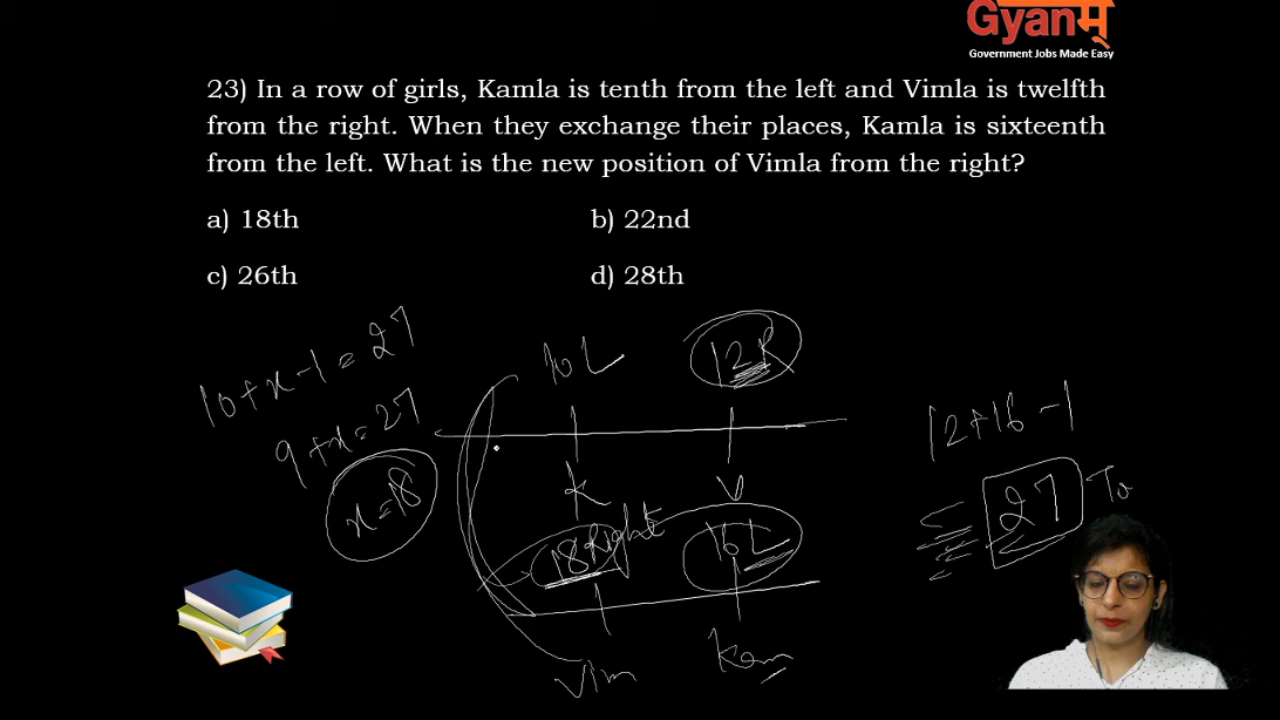 Gyanम्
Government Jobs Made Easy
23) In a row of girls, Kamla is tenth from the left and Vimla is twelfth
from the right. When they exchange their places, Kamla is sixteenth
from the left. What is the new position of Vimla from the right?
a) 18th b) 22nd
c) 26th d) 28th
10+x-1=27
9+x=27
x=18
10L 12R
K V
18 Right 16L
Vim Kam
12+16-1
27 To